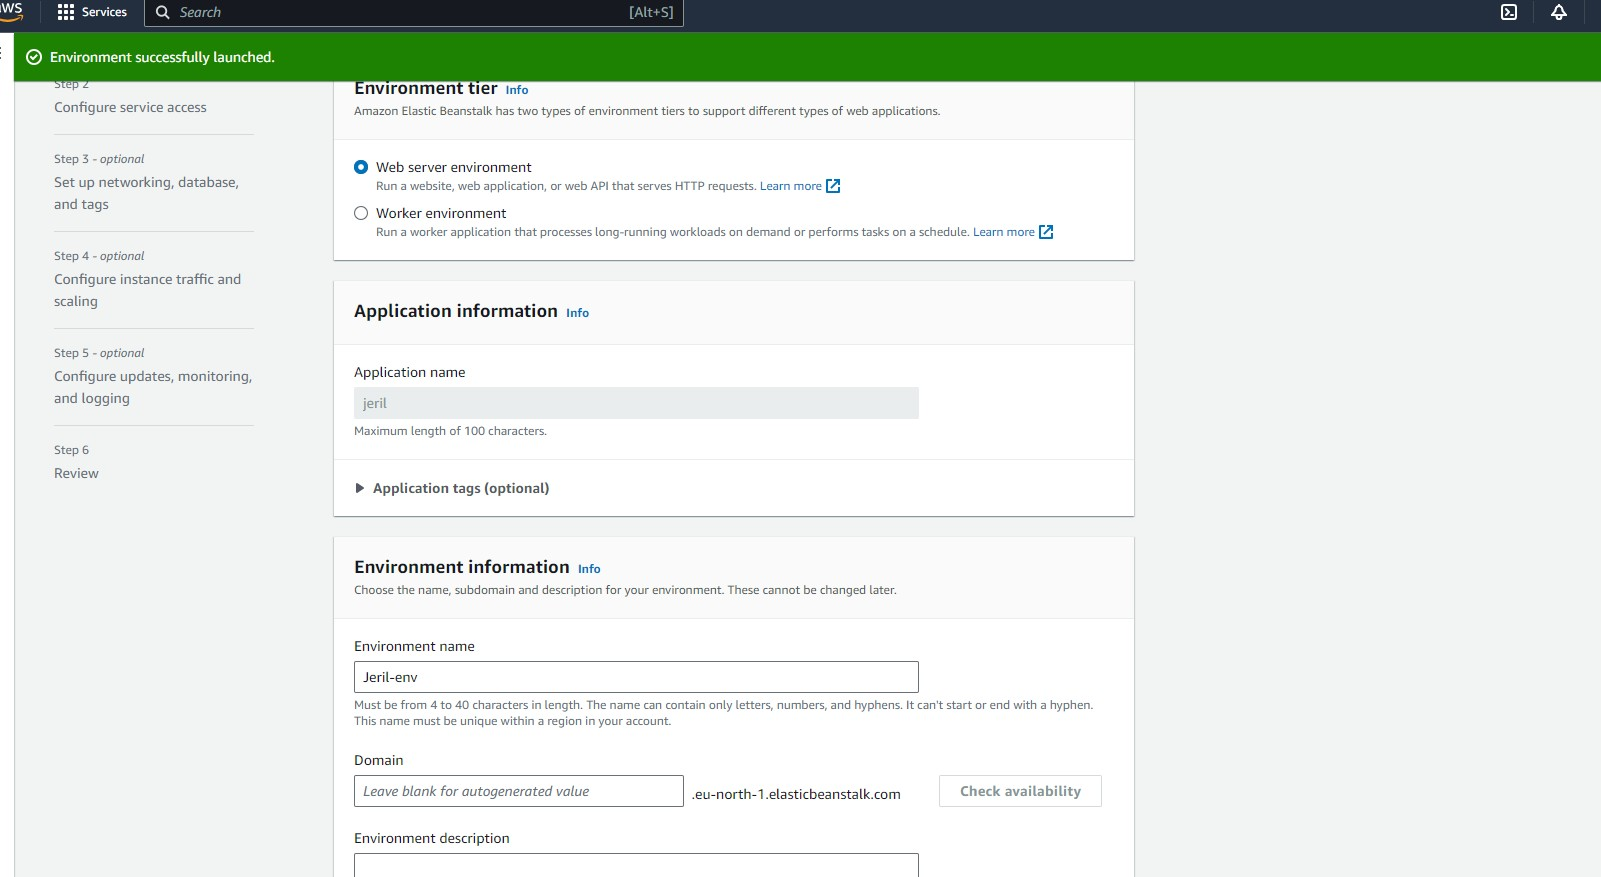 aws
Services
Search
[Alt+S]
Environment successfully launched.
Step 2
Configure service access
Step 3 - optional
Set up networking, database,
and tags
Step 4 - optional
Configure instance traffic and
scaling
Step 5 - optional
Configure updates, monitoring,
and logging
Step 6
Review
Environment tier Info
Amazon Elastic Beanstalk has two types of environment tiers to support different types of web applications.
Web server environment
Run a website, web application, or web API that serves HTTP requests. Learn more
Worker environment
Run a worker application that processes long-running workloads on demand or performs tasks on a schedule. Learn more
Application information Info
Application name
jeril
Maximum length of 100 characters.
Application tags (optional)
Environment information Info
Choose the name, subdomain and description for your environment. These cannot be changed later.
Environment name
Jeril-env
Must be from 4 to 40 characters in length. The name can contain only letters, numbers, and hyphens. It can't start or end with a hyphen.
This name must be unique within a region in your account.
Domain
Leave blank for autogenerated value
.eu-north-1.elasticbeanstalk.com
Check availability
Environment description